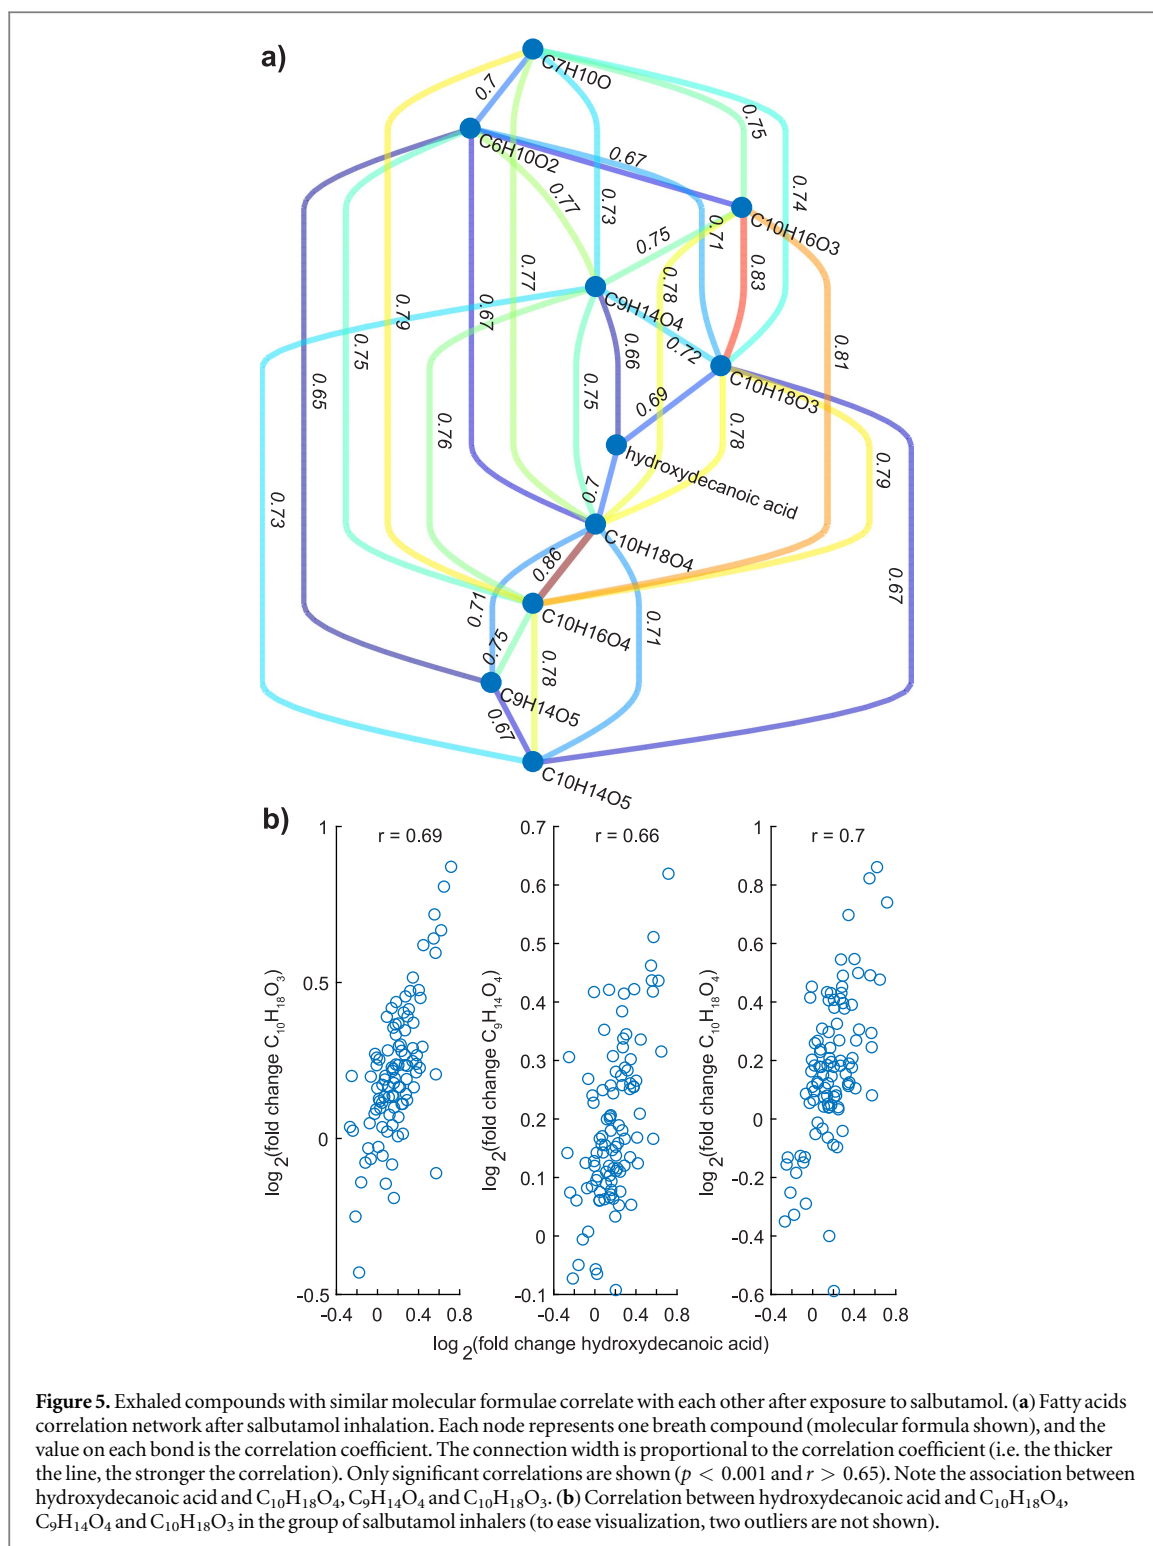 a)
C7H10O
0.7
C6H10O2
0.75
0.67
0.74
0.77
0.73
C10H16O3
0.71
0.75
0.83
0.77
0.78
C9H14O4
0.79
0.67
0.75
0.66
0.72
0.81
C10H18O3
0.65
0.75
0.69
0.76
0.78
0.79
hydroxydecanoic acid
0.7
0.73
C10H18O4
0.86
0.67
0.71
C10H16O4
0.71
0.75
0.78
C9H14O5
0.67
C10H14O5
b)
r = 0.69
r = 0.66
r = 0.7
1
0.5
0
-0.5
log 2(fold change C10H18O3)
-0.4 0 0.4 0.8
0.7
0.6
0.5
0.4
0.3
0.2
0.1
0
-0.1
log 2(fold change C9H14O4)
-0.4 0 0.4 0.8
1
0.8
0.6
0.4
0.2
0
-0.2
-0.4
-0.6
log 2(fold change C10H18O4)
-0.4 0 0.4 0.8
log 2(fold change hydroxydecanoic acid)
Figure 5. Exhaled compounds with similar molecular formulae correlate with each other after exposure to salbutamol. (a) Fatty acids
correlation network after salbutamol inhalation. Each node represents one breath compound (molecular formula shown), and the
value on each bond is the correlation coefficient. The connection width is proportional to the correlation coefficient (i.e. the thicker
the line, the stronger the correlation). Only significant correlations are shown (p < 0.001 and r > 0.65). Note the association between
hydroxydecanoic acid and C10H18O4, C9H14O4 and C10H18O3. (b) Correlation between hydroxydecanoic acid and C10H18O4,
C9H14O4 and C10H18O3 in the group of salbutamol inhalers (to ease visualization, two outliers are not shown).